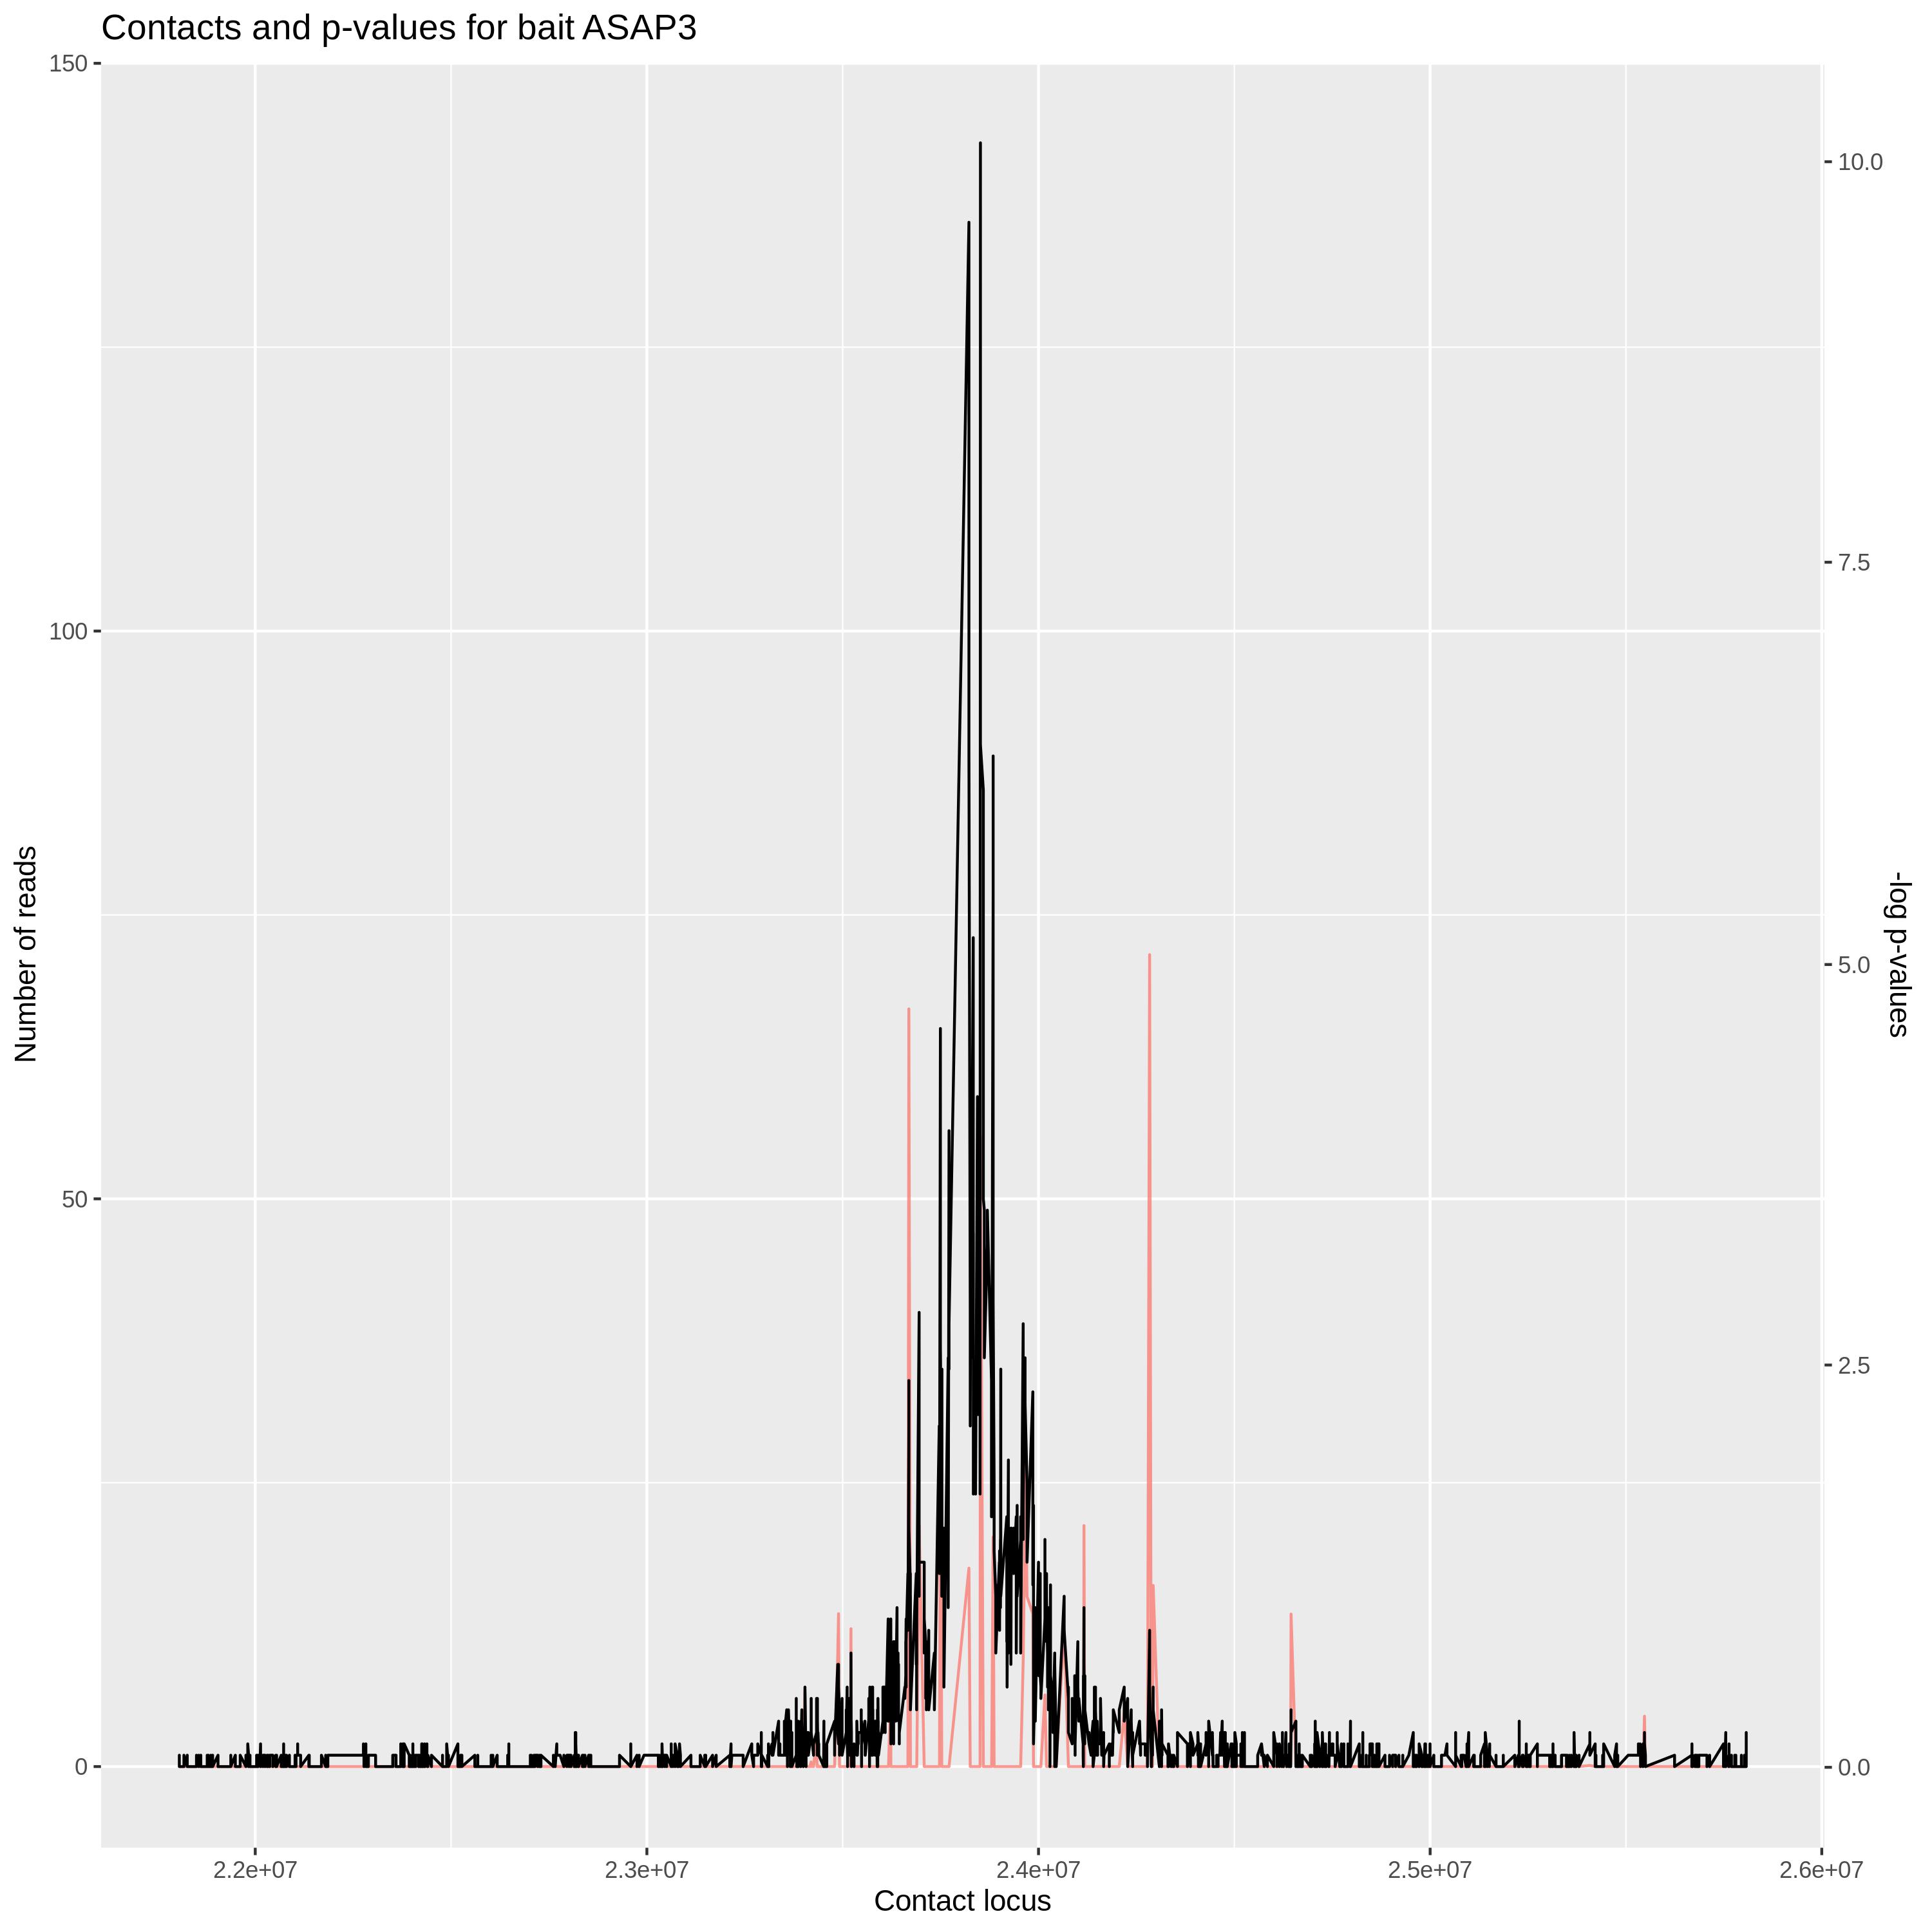 Contacts and p-values for bait ASAP3
150
100
50
0
Number of reads
10.0
7.5
5.0
2.5
0.0
-log p-values
2.2e+07
2.3e+07
2.4e+07
2.5e+07
2.6e+07
Contact locus